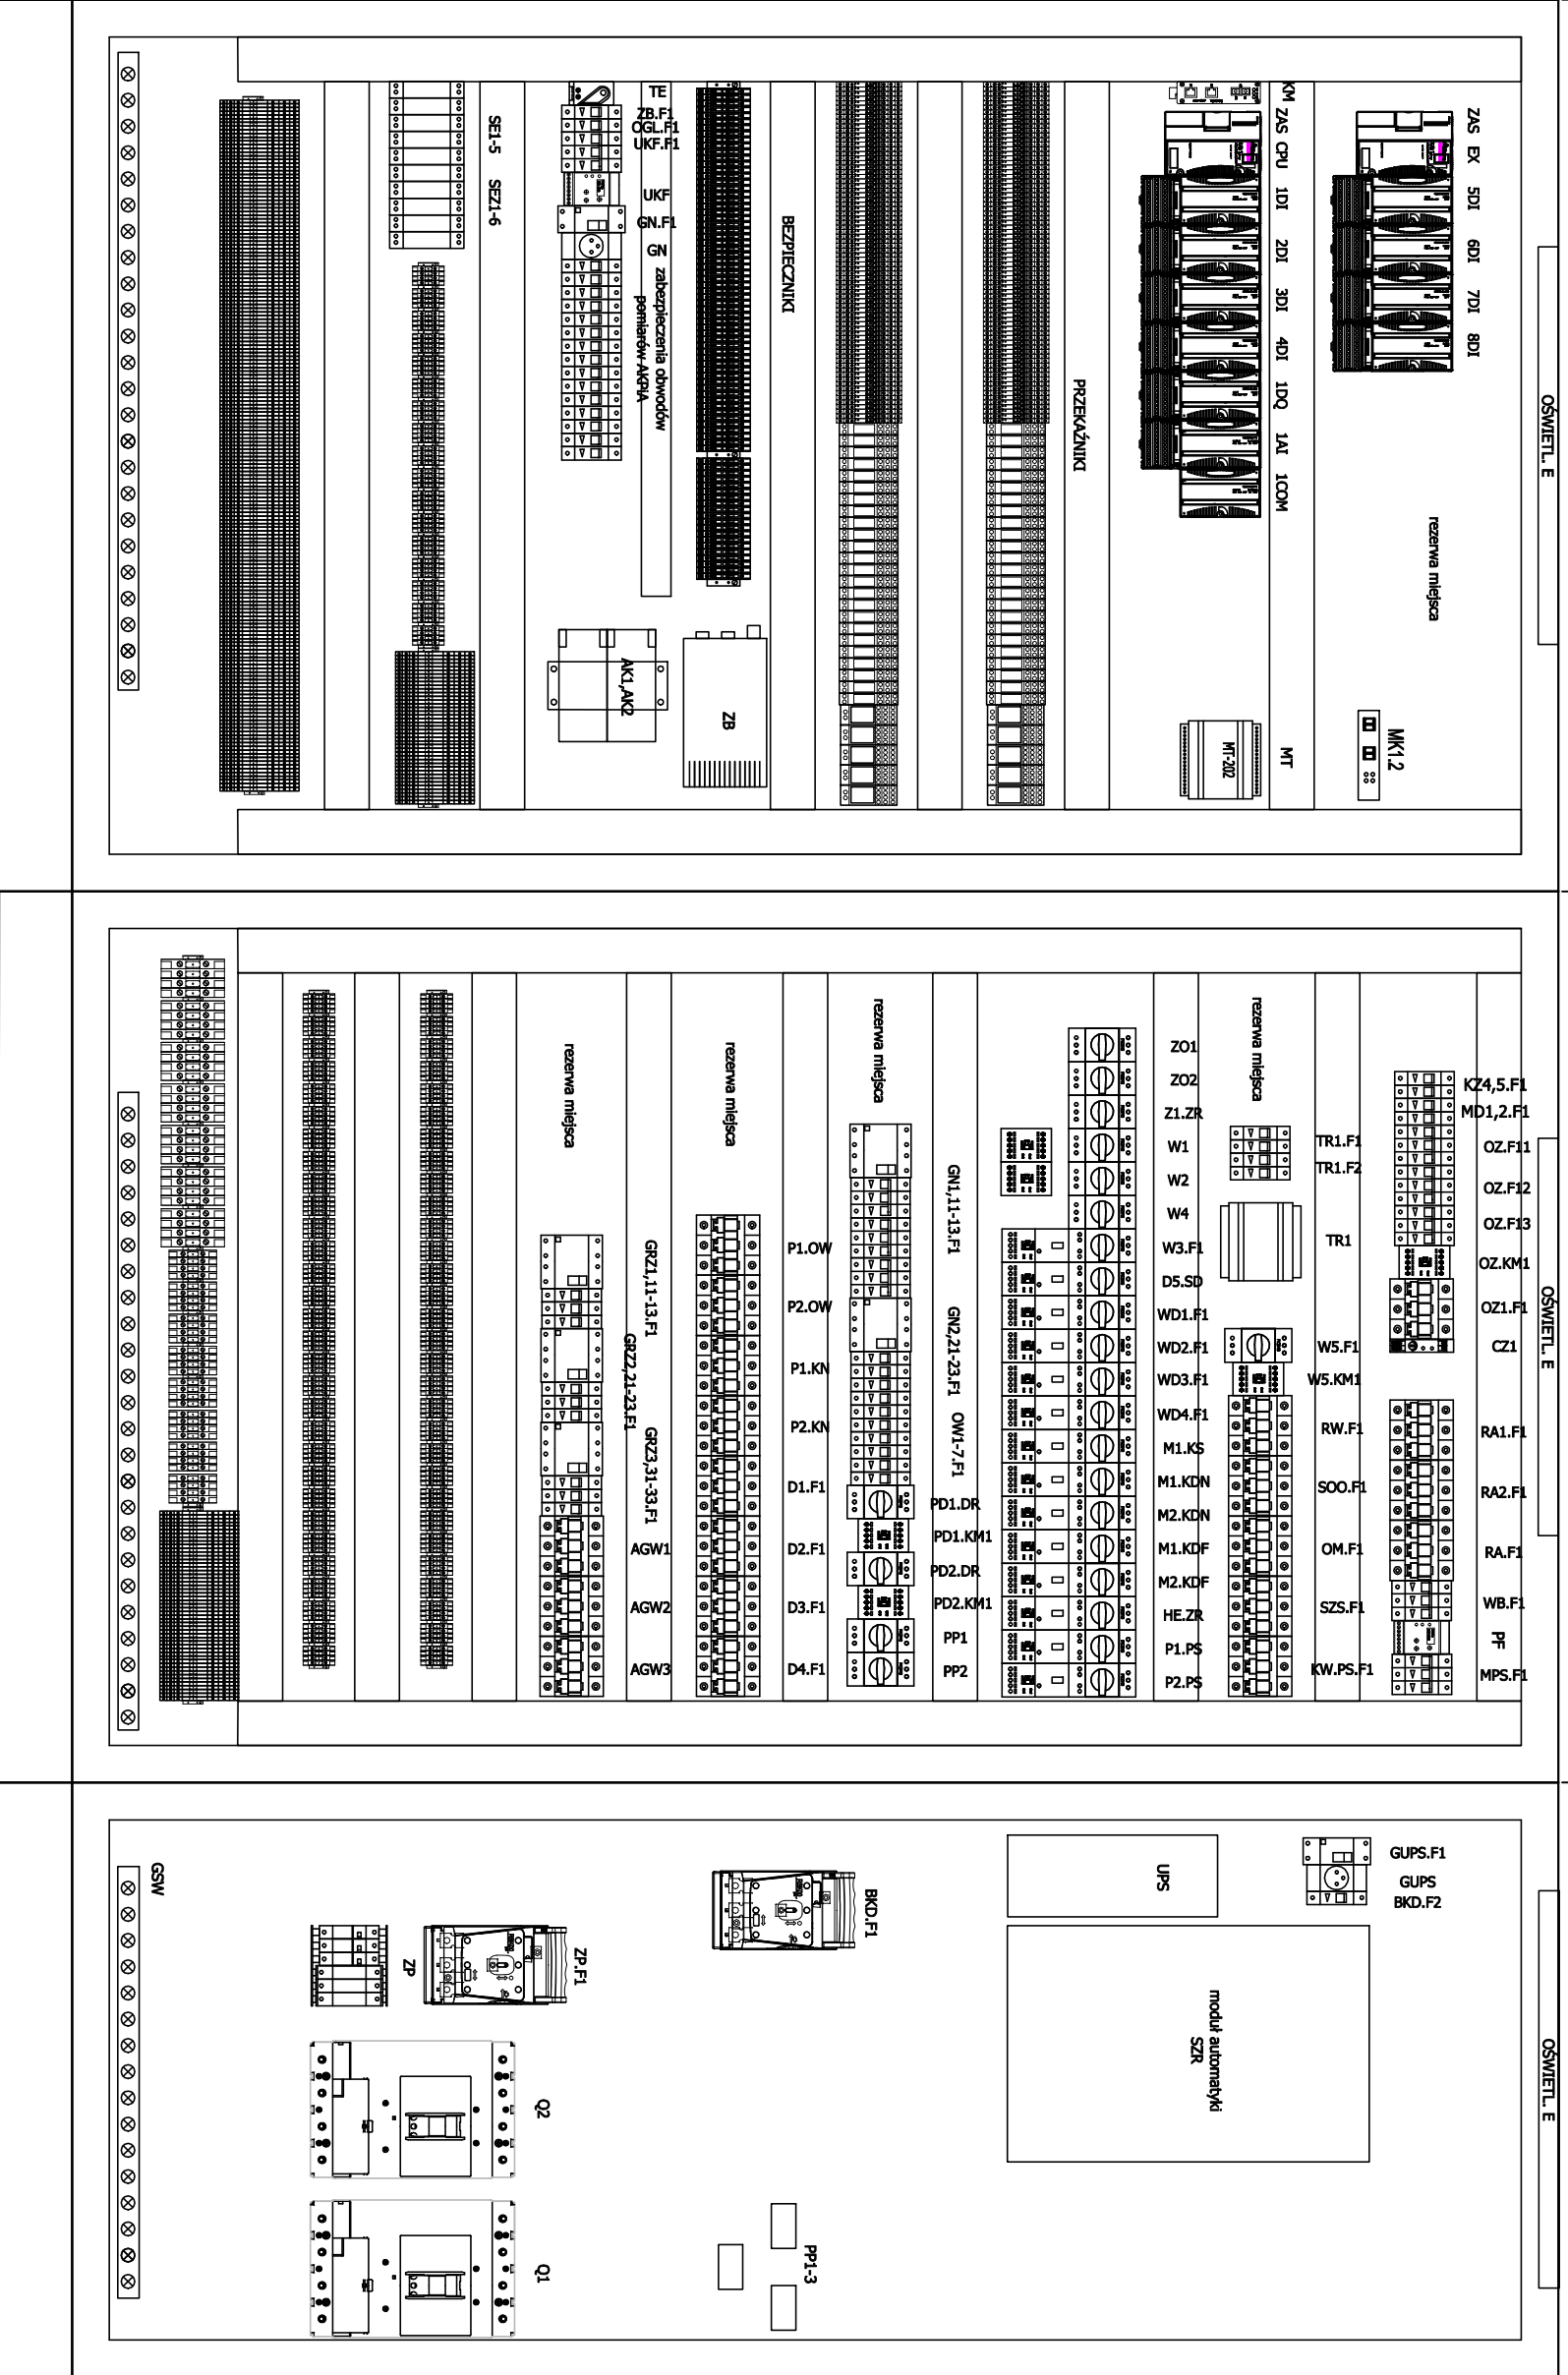 KM
ZAS
CPU
1DI
2DI
3DI
4DI
1DQ
1AI
1COM
MT
MT-202
ZAS
EX
5DI
6DI
7DI
8DI
rezerwa miejsca
MK1.2
OŚWIETL. E
PRZEKAŹNIKI
BEZPIECZNIKI
ZB
TE
ZB.F1
OGL.F1
UKF.F1
UKF
GN.F1
GN
zabezpieczenia obwodów
pomiarów AKPiA
AK1,AK2
SE1-5
SEZ1-6
KZ4,5.F1
MD1,2.F1
OZ.F11
OZ.F12
OZ.F13
OZ.KM1
OZ1.F1
CZ1
RA1.F1
RA2.F1
RA.F1
WB.F1
PF
MPS.F1
OŚWIETL. E
rezerwa miejsca
TR1.F1
TR1.F2
TR1
W5.F1
W5.KM1
RW.F1
SOO.F1
OM.F1
SZS.F1
KW.PS.F1
ZO1
ZO2
Z1.ZR
W1
W2
W4
W3.F1
D5.SD
WD1.F1
WD2.F1
WD3.F1
WD4.F1
M1.KS
M1.KDN
M2.KDN
M1.KDF
M2.KDF
HE.ZR
P1.PS
P2.PS
rezerwa miejsca
GN1,11-13.F1
GN2,21-23.F1
OW1-7.F1
PD1.DR
PD1.KM1
PD2.DR
PD2.KM1
PP1
PP2
rezerwa miejsca
P1.OW
P2.OW
P1.KN
P2.KN
D1.F1
D2.F1
D3.F1
D4.F1
rezerwa miejsca
GRZ1,11-13.F1
GRZ2,21-23.F1
GRZ3,31-33.F1
AGW1
AGW2
AGW3
GUPS.F1
GUPS
BKD.F2
UPS
moduł automatyki
SZR
OŚWIETL. E
BKD.F1
PP1-3
ZP.F1
ZP
Q2
Q1
GSW